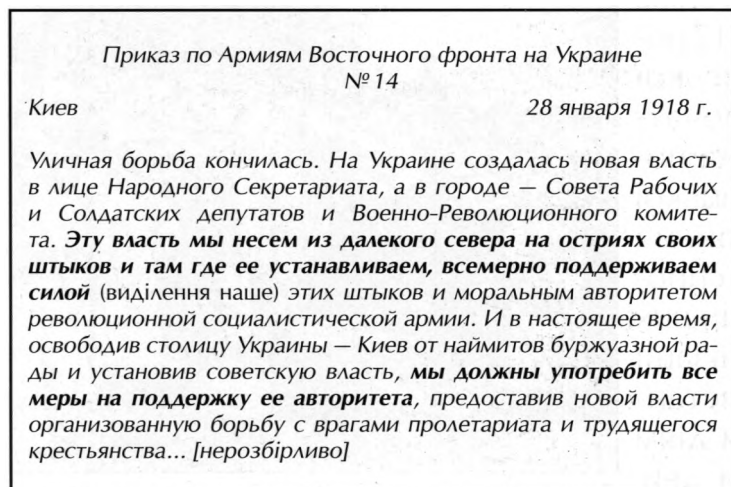 Приказ по Армиям Восточного фронта на Украине
№ 14
Киев 28 января 1918 г.
Уличная борьба кончилась. На Украине создалась новая власть
в лице Народного Секретариата, а в городе — Совета Рабочих
и Солдатских депутатов и Военно-Революционного комите-
та. Эту власть мы несем из далекого севера на остриях своих
штыков и там где ее устанавливаем, всемерно поддерживаем
силой (виділення наше) этих штыков и моральным авторитетом
революционной социалистической армии. И в настоящее время,
освободив столицу Украины — Киев от наймитов буржуазной ра-
ды и установив советскую власть, мы должны употребить все
меры на поддержку ее авторитета, предоставив новой власти
организованную борьбу с врагами пролетариата и трудящегося
крестьянства... [нерозбірливо]